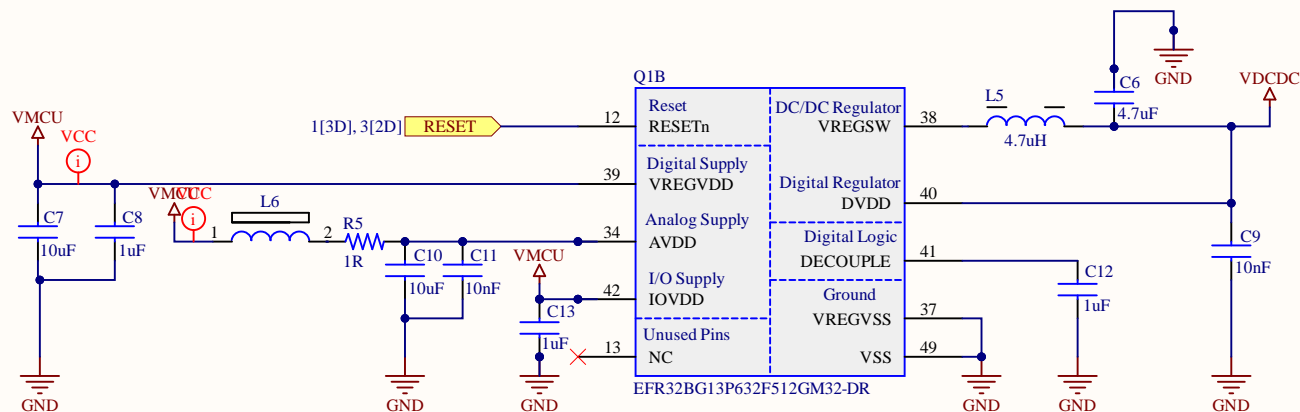 Q1B
C6
4.7uF
GND
VDCDC
VMCU
VCC
1[3D], 3[2D]
RESET
12
Reset
RESETn
DC/DC Regulator
VREGSW
38
L5
4.7uH
C7
10uF
C8
1uF
39
Digital Supply
VREGVDD
Digital Regulator
DVDD
40
VMCU
VCC
L6
1
2
R5
1R
34
Analog Supply
AVDD
Digital Logic
DECOUPLE
41
C9
10nF
C10
10uF
C11
10nF
VMCU
42
I/O Supply
IOVDD
Ground
VREGVSS
37
C12
1uF
C13
1uF
13
Unused Pins
NC
VSS
49
GND
GND
GND
GND
GND
GND
EFR32BG13P632F512GM32-DR